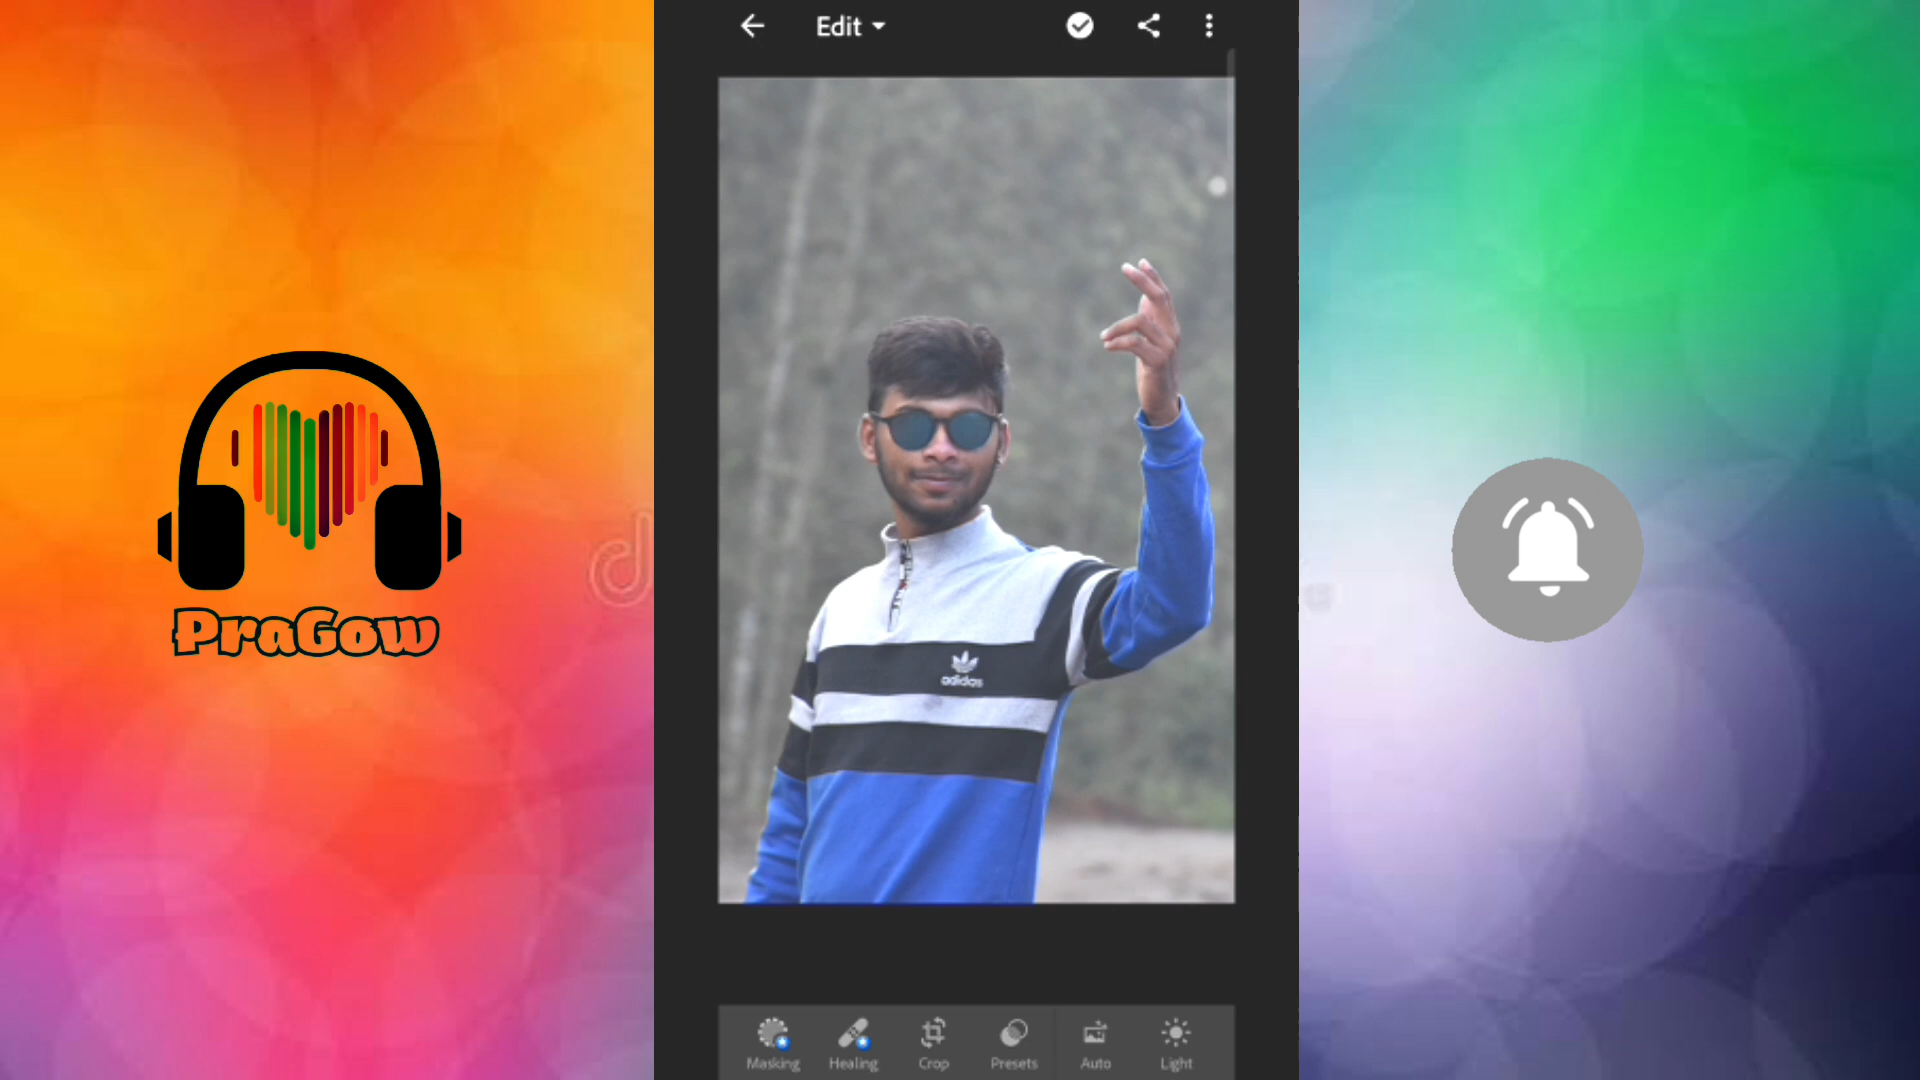 Edit
adidas
PraGow
Masking
Healing
Crop
Presets
Auto
Light